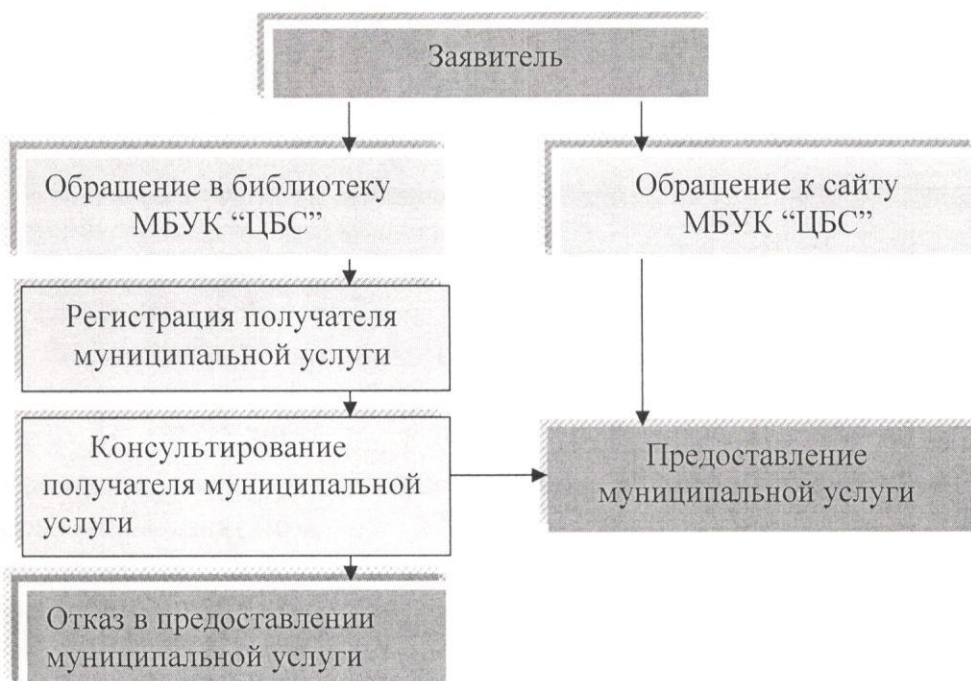 Заявитель
Обращение в библиотеку
МБУК “ЦБС”
Обращение к сайту
МБУК “ЦБС”
Регистрация получателя
муниципальной услуги
Консультирование
получателя муниципальной
услуги
Предоставление
муниципальной услуги
Отказ в предоставлении
муниципальной услуги